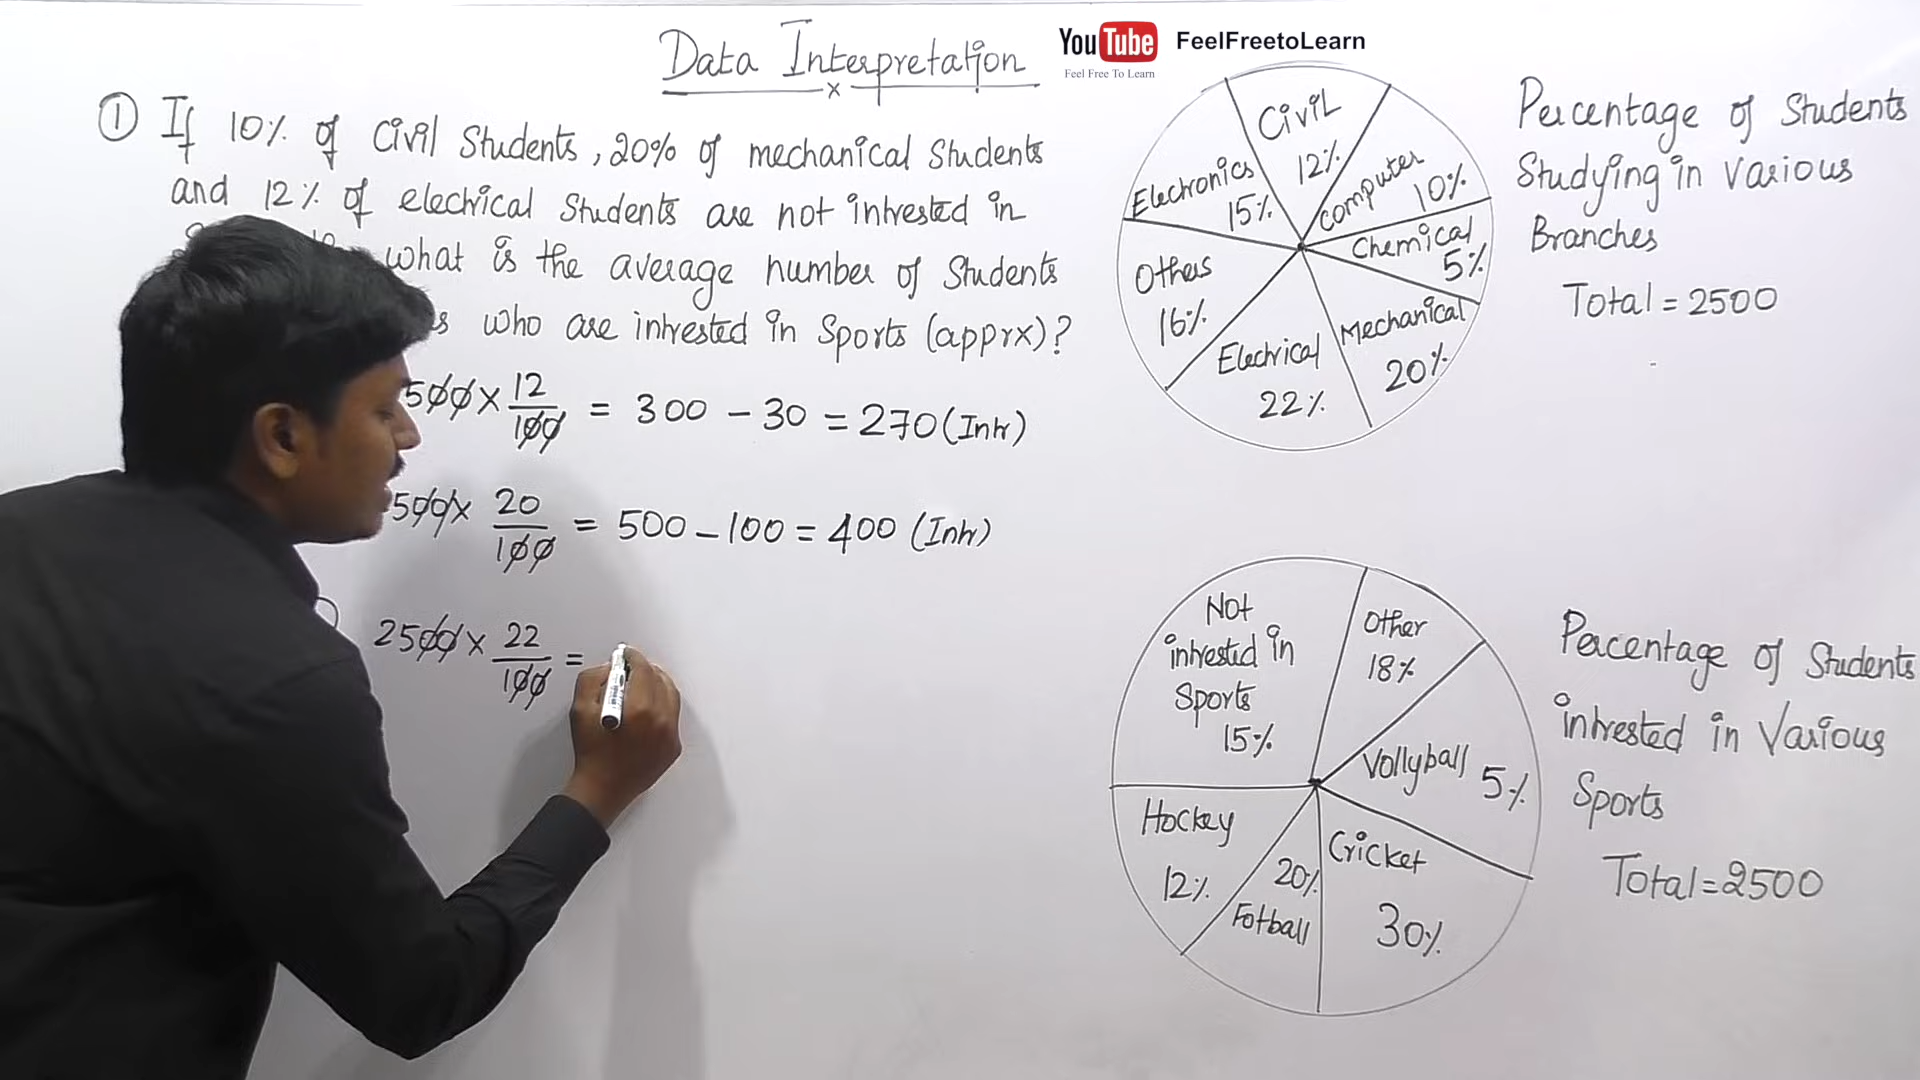 Data Interpretation
x
YouTube FeelFreetoLearn
Feel Free To Learn
① If 10% of Civil Students, 20% of mechanical Students
and 12% of electrical Students are not intrested in
what is the average number of Students
who are intrested in Sports (apprx)?
500 × 12/100 = 300 - 30 = 270 (Intr)
500 × 20/100 = 500 - 100 = 400 (Intr)
2500 × 22/100 =
Civil
12%
Computer
10%
Chemical
5%
Mechanical
20%
Electrical
22%
Others
16%
Electronics
15%
Percentage of Students
Studying in Various
Branches
Total = 2500
Not
intrested in
Sports
15%
Other
18%
Vollyball 5%
Cricket
30%
20%
Fotball
Hockey
12%
Percentage of Students
intrested in Various
Sports
Total = 2500